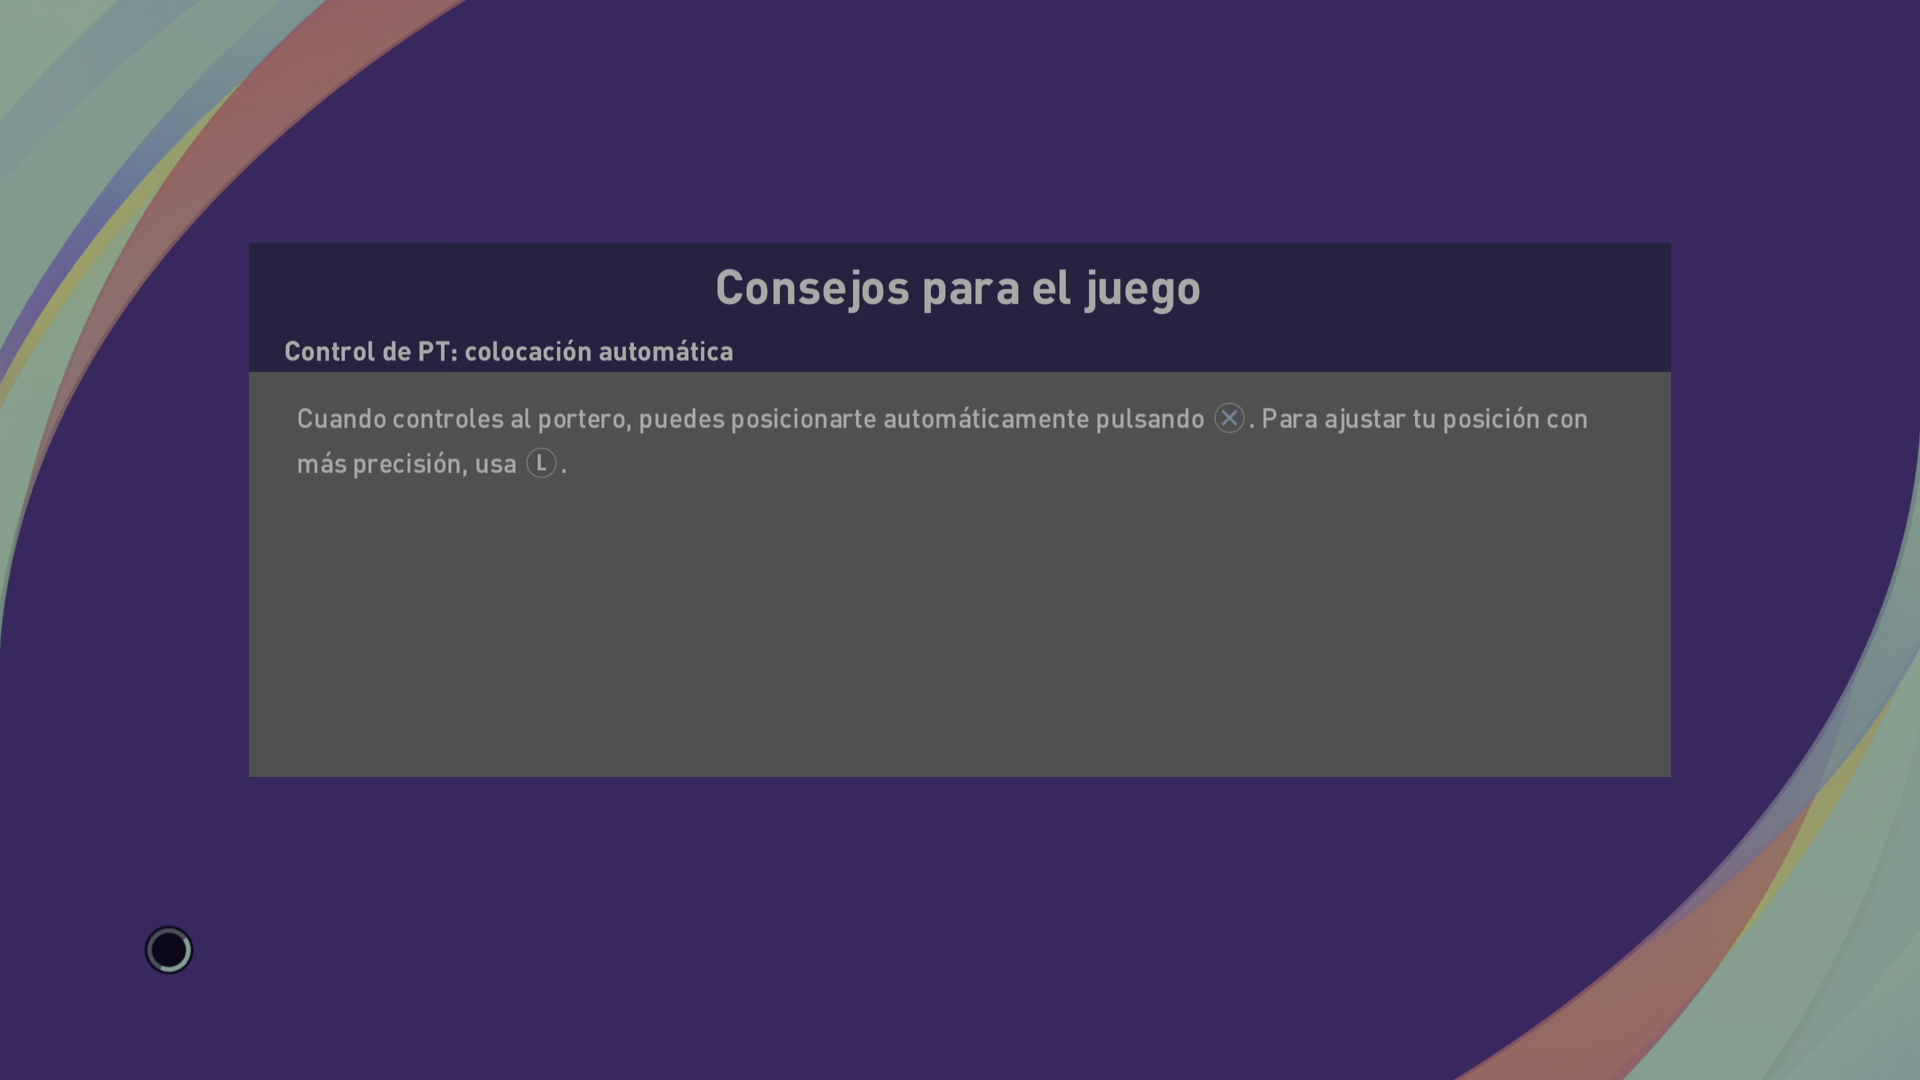 Consejos para el juego
Control de PT: colocación automática
Cuando controles al portero, puedes posicionarte automáticamente pulsando ⓧ. Para ajustar tu posición con
más precisión, usa Ⓛ.